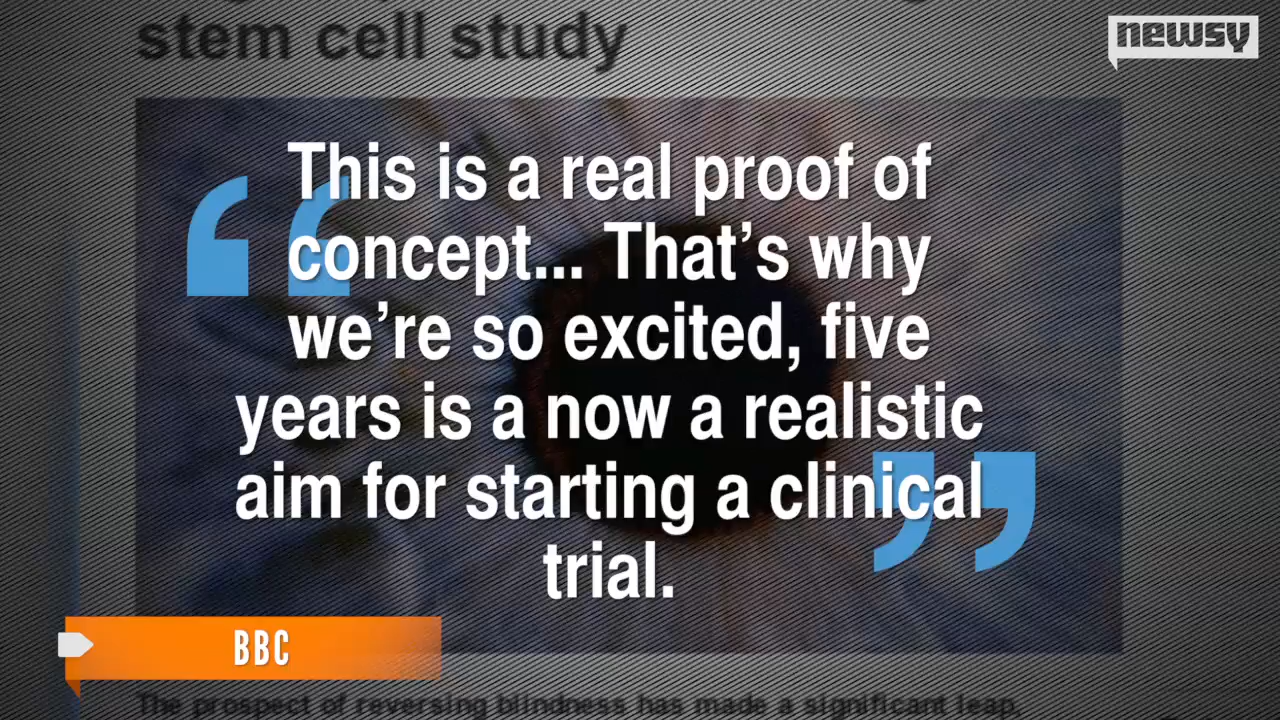 stem cell study
newsy
This is a real proof of
concept... That’s why
we’re so excited, five
years is a now a realistic
aim for starting a clinical
trial.
BBC
The prospect of reversing blindness has made a significant leap,